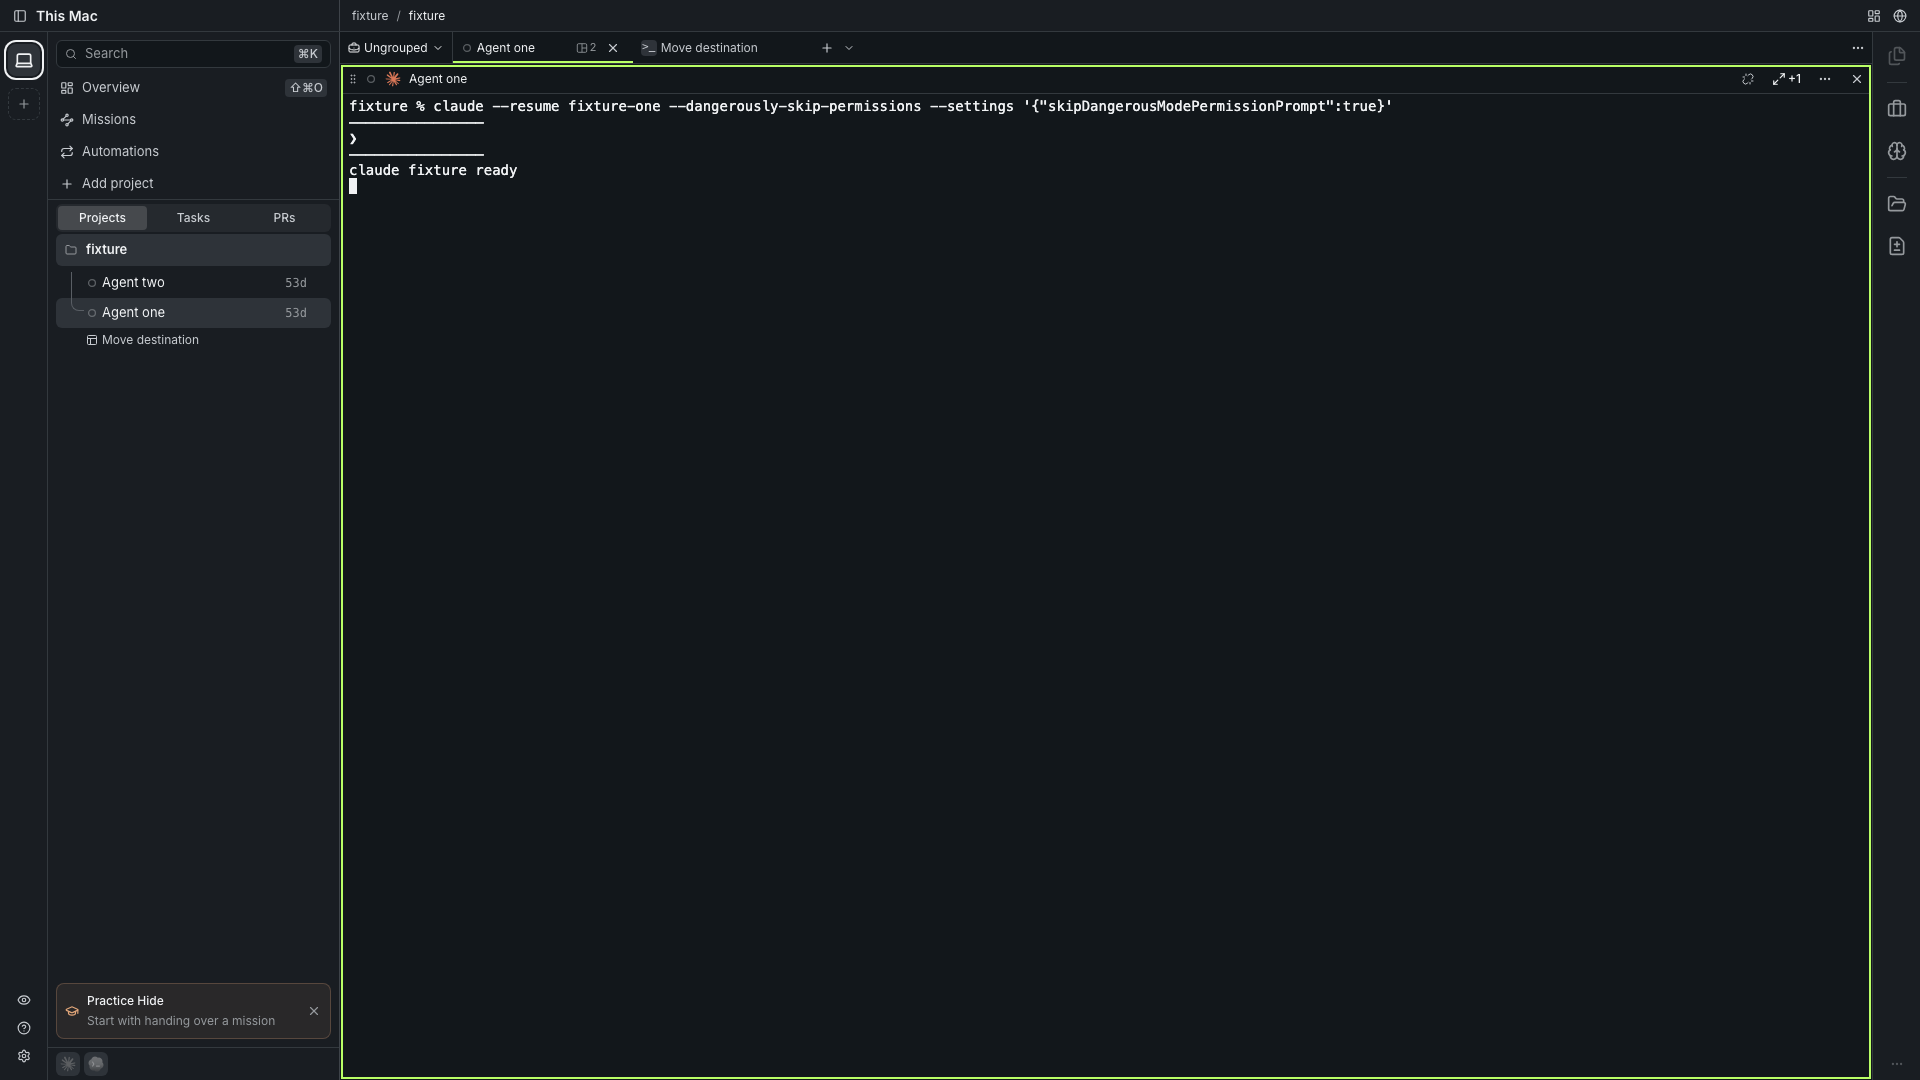 This Mac
fixture / fixture
Search ⌘K
Overview ⇧⌘O
Missions
Automations
Add project
Projects Tasks PRs
fixture
Agent two 53d
Agent one 53d
Move destination
Practice Hide
Start with handing over a mission
Ungrouped
Agent one 2
>_ Move destination
Agent one
+1
fixture % claude --resume fixture-one --dangerously-skip-permissions --settings '{"skipDangerousModePermissionPrompt":true}'
❯
claude fixture ready